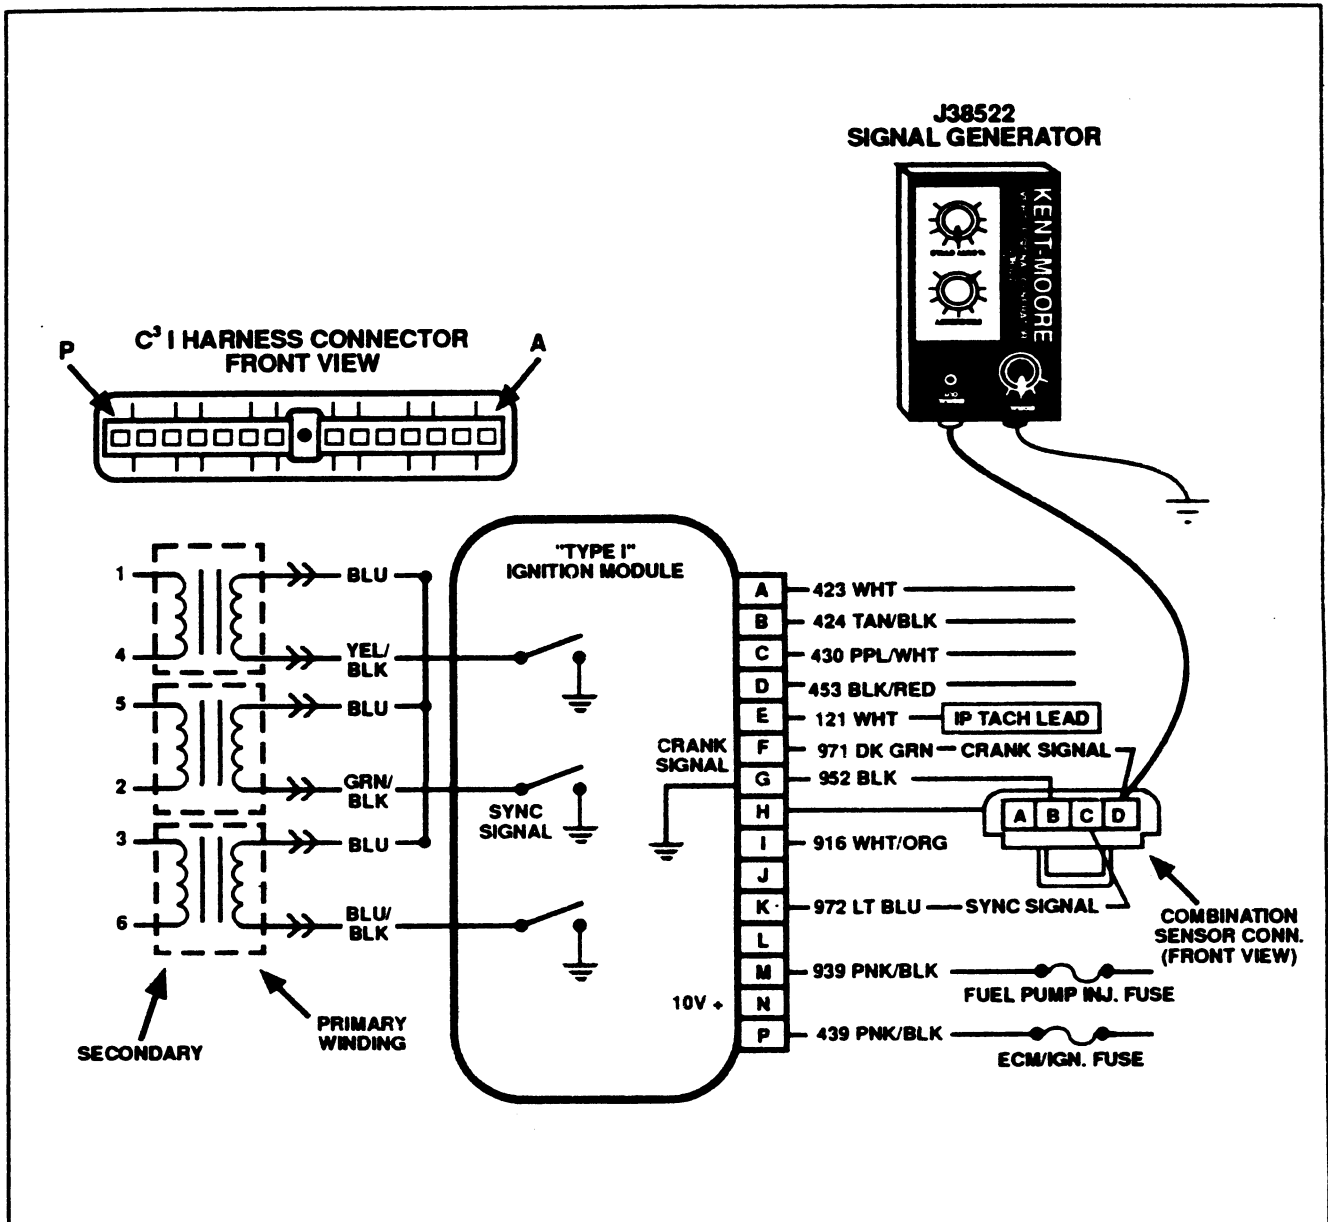 J38522
SIGNAL GENERATOR
KENT-MOORE
C³ I HARNESS CONNECTOR
FRONT VIEW
P
A
"TYPE I"
IGNITION MODULE
1
BLU
4
YEL/
BLK
5
BLU
2
GRN/
BLK
3
BLU
6
BLU/
BLK
SYNC
SIGNAL
CRANK
SIGNAL
10V +
A 423 WHT
B 424 TAN/BLK
C 430 PPL/WHT
D 453 BLK/RED
E 121 WHT IP TACH LEAD
F 971 DK GRN CRANK SIGNAL
G 952 BLK
H
I 916 WHT/ORG
J
K 972 LT BLU SYNC SIGNAL
L
M 939 PNK/BLK
FUEL PUMP INJ. FUSE
N
P 439 PNK/BLK
ECM/IGN. FUSE
A B C D
COMBINATION
SENSOR CONN.
(FRONT VIEW)
SECONDARY
PRIMARY
WINDING